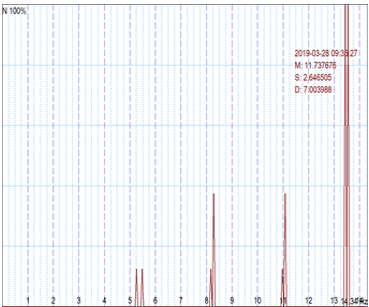 N.100%
2019-03-28 09:35:27
M: 11.737676
S: 2.646505
D: 7.003988
1 2 3 4 5 6 7 8 9 10 11 12 13